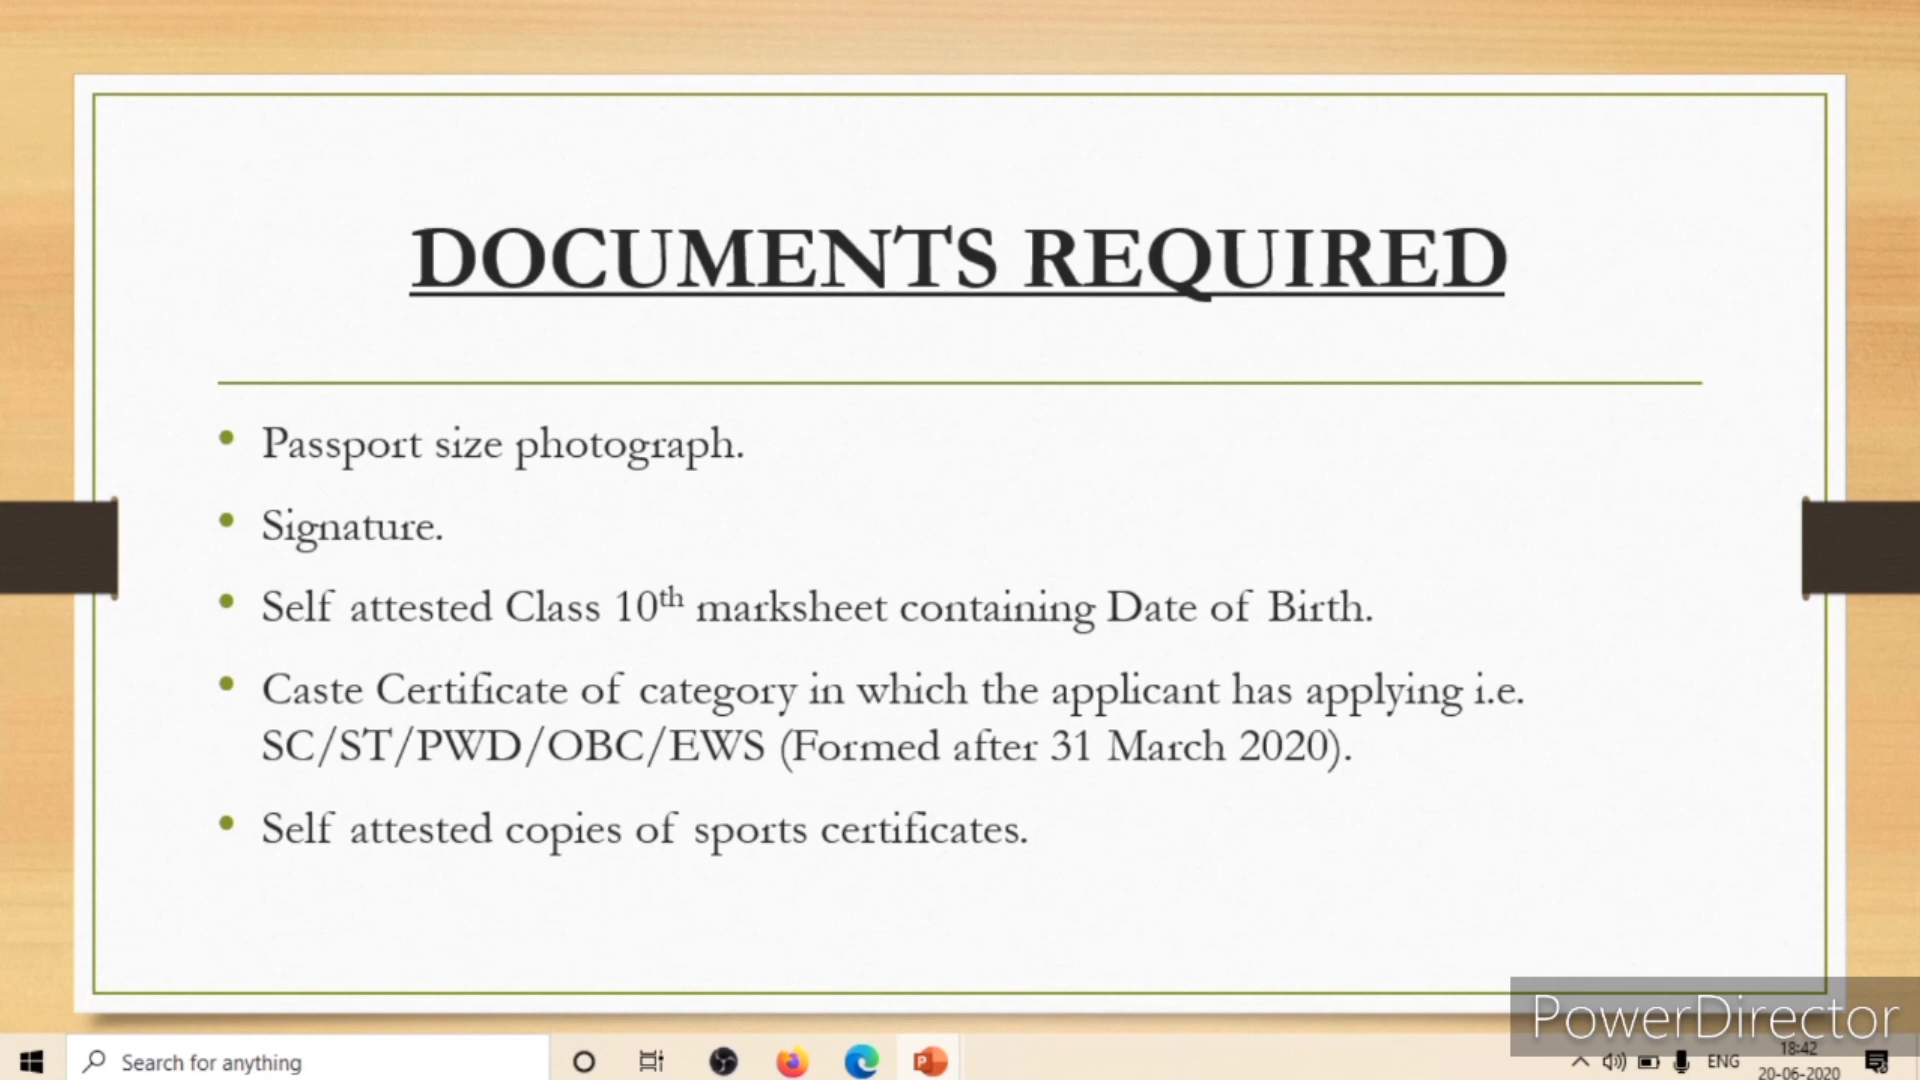 DOCUMENTS REQUIRED
• Passport size photograph.
• Signature.
• Self attested Class 10th marksheet containing Date of Birth.
• Caste Certificate of category in which the applicant has applying i.e.
SC/ST/PWD/OBC/EWS (Formed after 31 March 2020).
• Self attested copies of sports certificates.
PowerDirector
Search for anything
ENG
18:42
20-06-2020